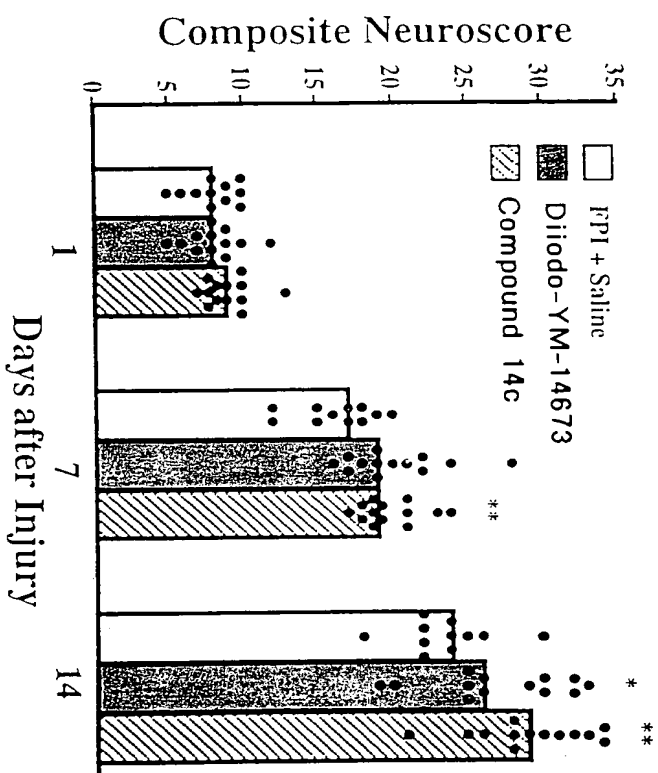 Composite Neuroscore
35
30
25
20
15
10
5
0
FPI + Saline
Diiodo-YM-14673
Compound 14c
**
*
**
1
7
14
Days after Injury